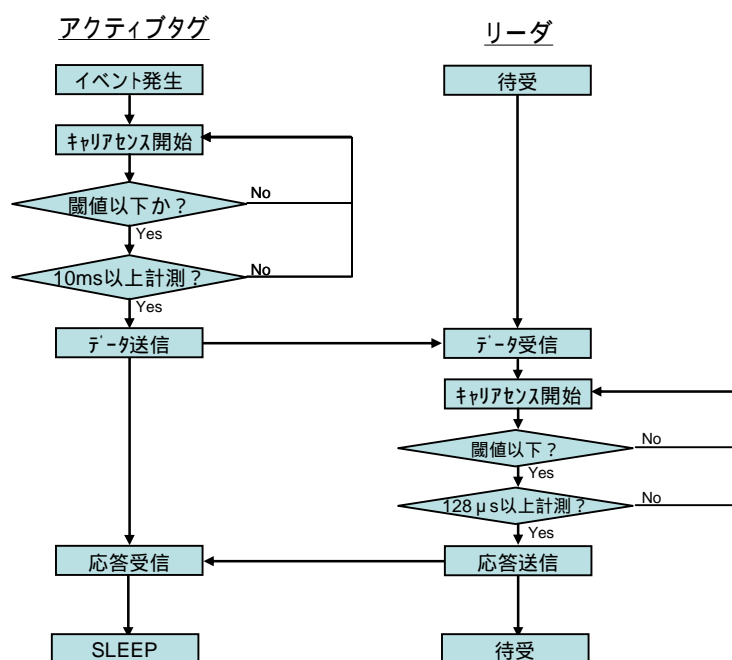 アクティブタグ
リーダ
イベント発生
待受
ｷｬﾘｱｾﾝｽ開始
閾値以下か？
No
Yes
10ms以上計測？
No
Yes
ﾃﾞｰﾀ送信
ﾃﾞｰﾀ受信
ｷｬﾘｱｾﾝｽ開始
閾値以下？
No
Yes
128μs以上計測？
No
Yes
応答受信
応答送信
SLEEP
待受